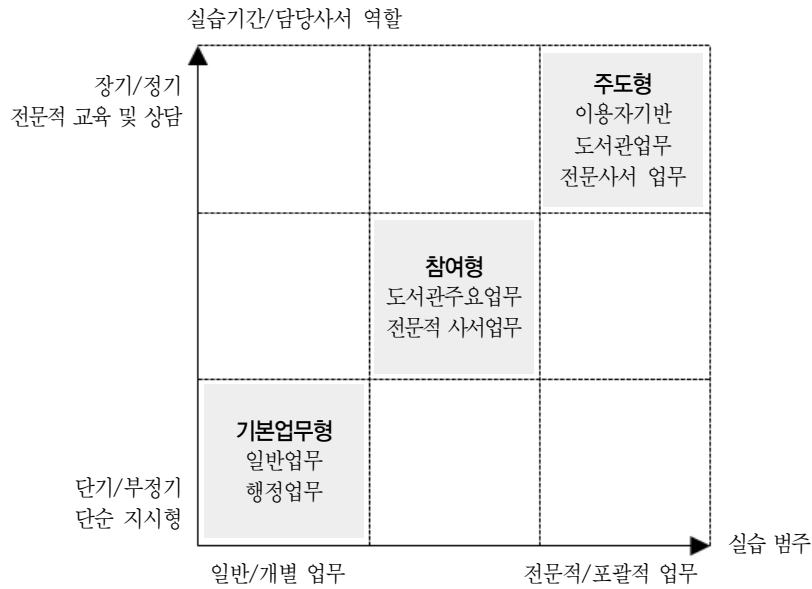 실습기간/담당사서 역할
장기/정기
전문적 교육 및 상담
주도형
이용자기반
도서관업무
전문사서 업무
참여형
도서관주요업무
전문적 사서업무
기본업무형
일반업무
행정업무
단기/부정기
단순 지시형
실습 범주
일반/개별 업무
전문적/포괄적 업무